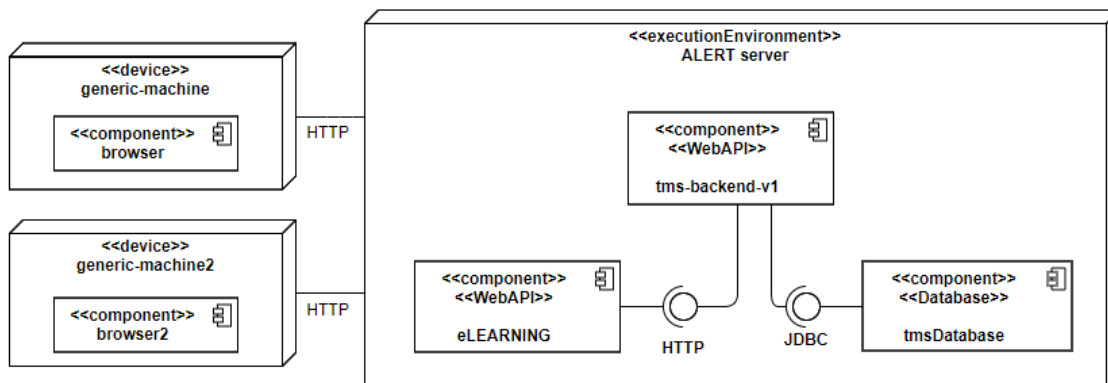 <<device>>
generic-machine
<<component>>
browser
HTTP
<<device>>
generic-machine2
<<component>>
browser2
HTTP
<<executionEnvironment>>
ALERT server
<<component>>
<<WebAPI>>
tms-backend-v1
<<component>>
<<WebAPI>>
eLEARNING
HTTP
JDBC
<<component>>
<<Database>>
tmsDatabase